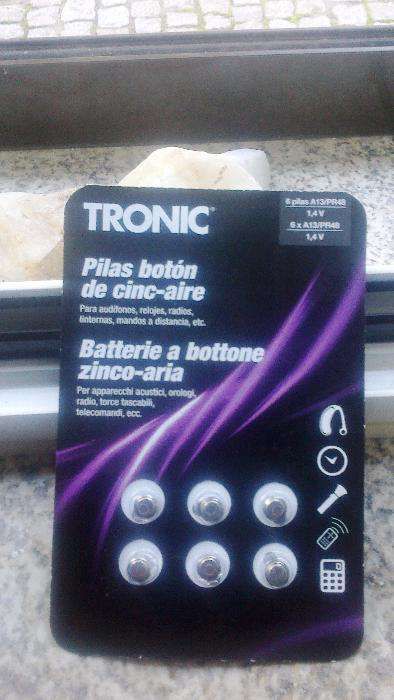 TRONIC®
6 pilas A13/PR48
1,4 V
6 x A13/PR48
1,4 V
Pilas botón
de cinc-aire
Para audífonos, relojes, radios,
linternas, mandos a distancia, etc.
Batterie a bottone
zinco-aria
Per apparecchi acustici, orologi,
radio, torce tascabili,
telecomandi, ecc.